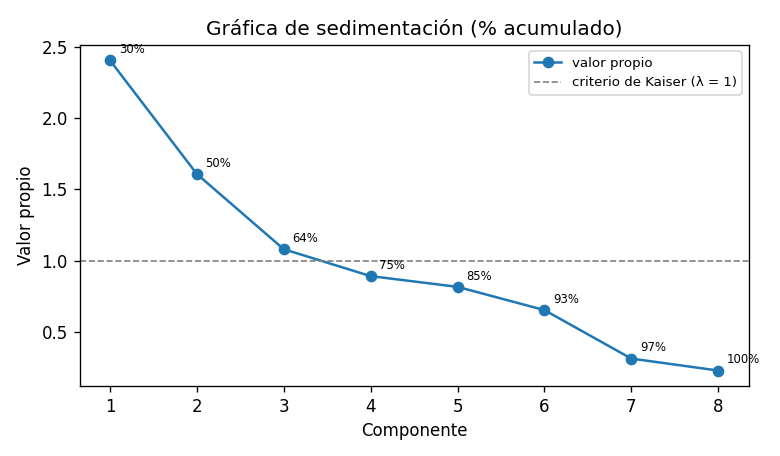 Gráfica de sedimentación (% acumulado)
valor propio
criterio de Kaiser (λ = 1)
30%
50%
64%
75%
85%
93%
97%
100%
Valor propio
2.5
2.0
1.5
1.0
0.5
1 2 3 4 5 6 7 8
Componente